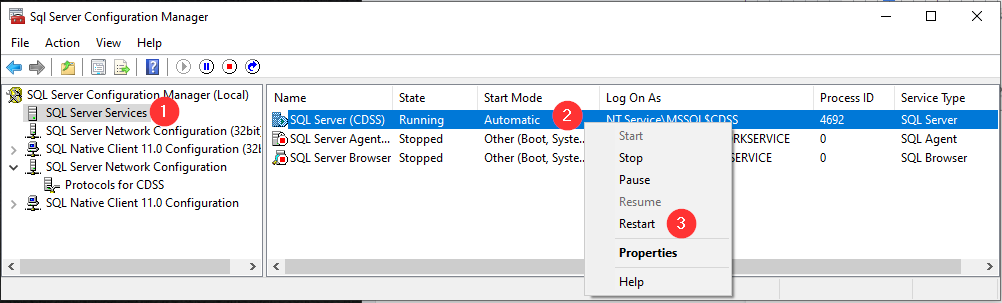 Sql Server Configuration Manager
File Action View Help
SQL Server Configuration Manager (Local)
SQL Server Services 1
SQL Server Network Configuration (32bit)
SQL Native Client 11.0 Configuration (32b
SQL Server Network Configuration
Protocols for CDSS
SQL Native Client 11.0 Configuration
Name State Start Mode Log On As Process ID Service Type
SQL Server (CDSS) Running Automatic 2 NT Service\MSSQL$CDSS 4692 SQL Server
SQL Server Agent... Stopped Other (Boot, Syste... RKSERVICE 0 SQL Agent
SQL Server Browser Stopped Other (Boot, Syste... SERVICE 0 SQL Browser
Start
Stop
Pause
Resume
Restart 3
Properties
Help